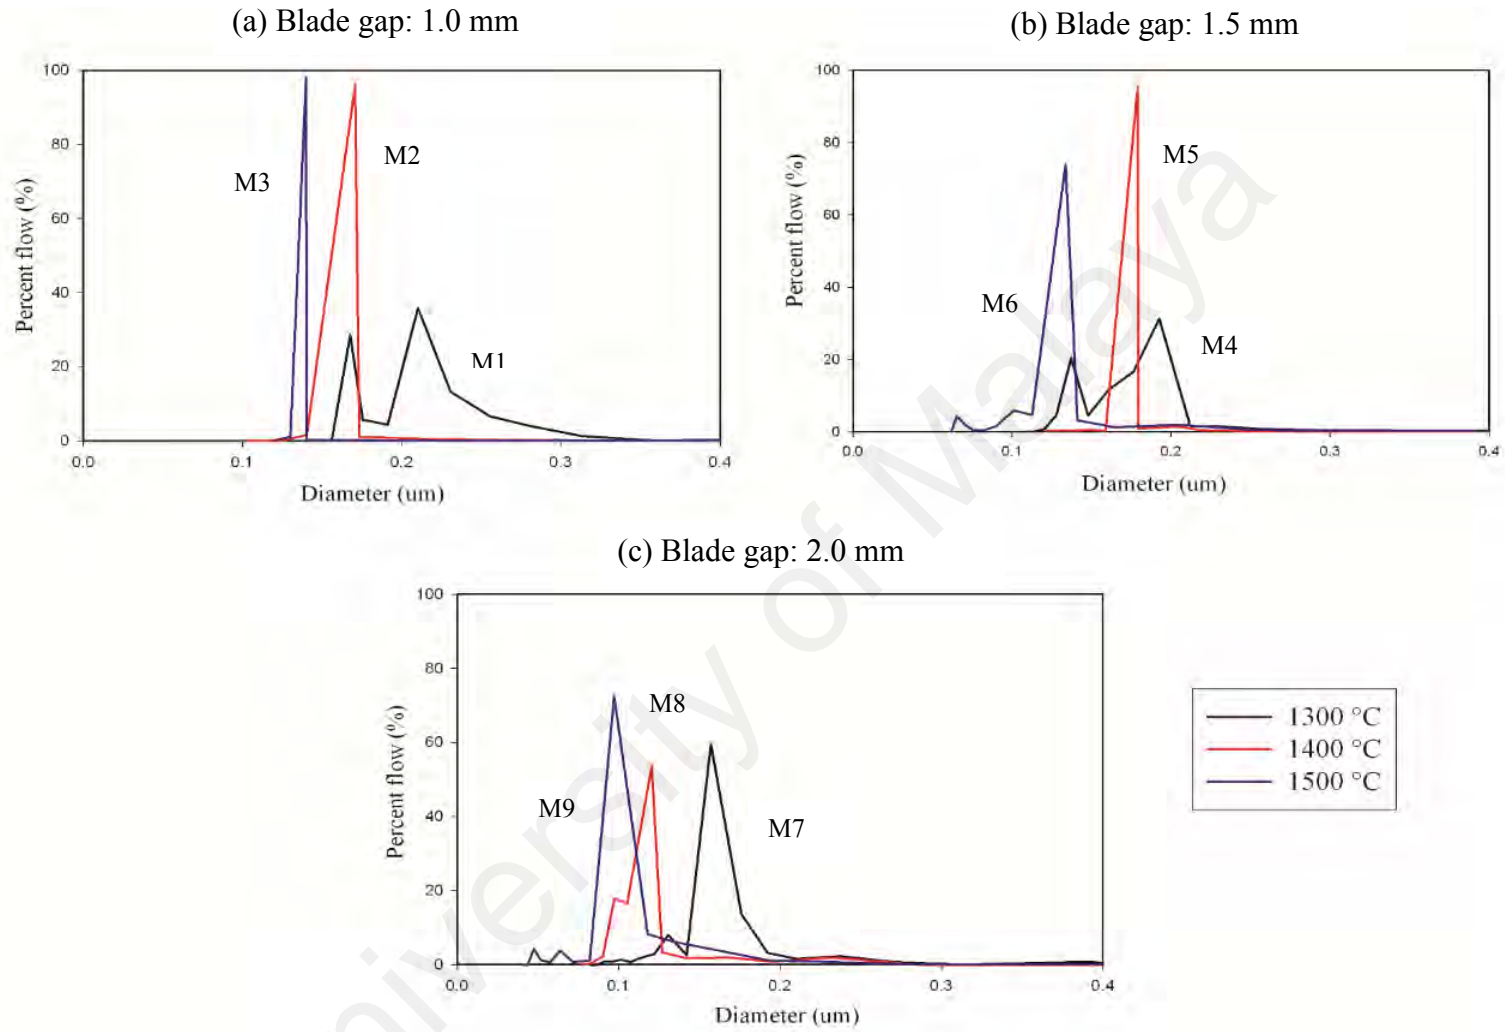 (a) Blade gap: 1.0 mm
100
80
60
40
20
0
Percent flow (%)
M3
M2
M1
0.0 0.1 0.2 0.3 0.4
Diameter (um)
(b) Blade gap: 1.5 mm
100
80
60
40
20
0
Percent flow (%)
M5
M6
M4
0.0 0.1 0.2 0.3 0.4
Diameter (um)
(c) Blade gap: 2.0 mm
100
80
60
40
20
0
Percent flow (%)
M8
M9
M7
0.0 0.1 0.2 0.3 0.4
Diameter (um)
1300 °C
1400 °C
1500 °C
niversity of Malaya